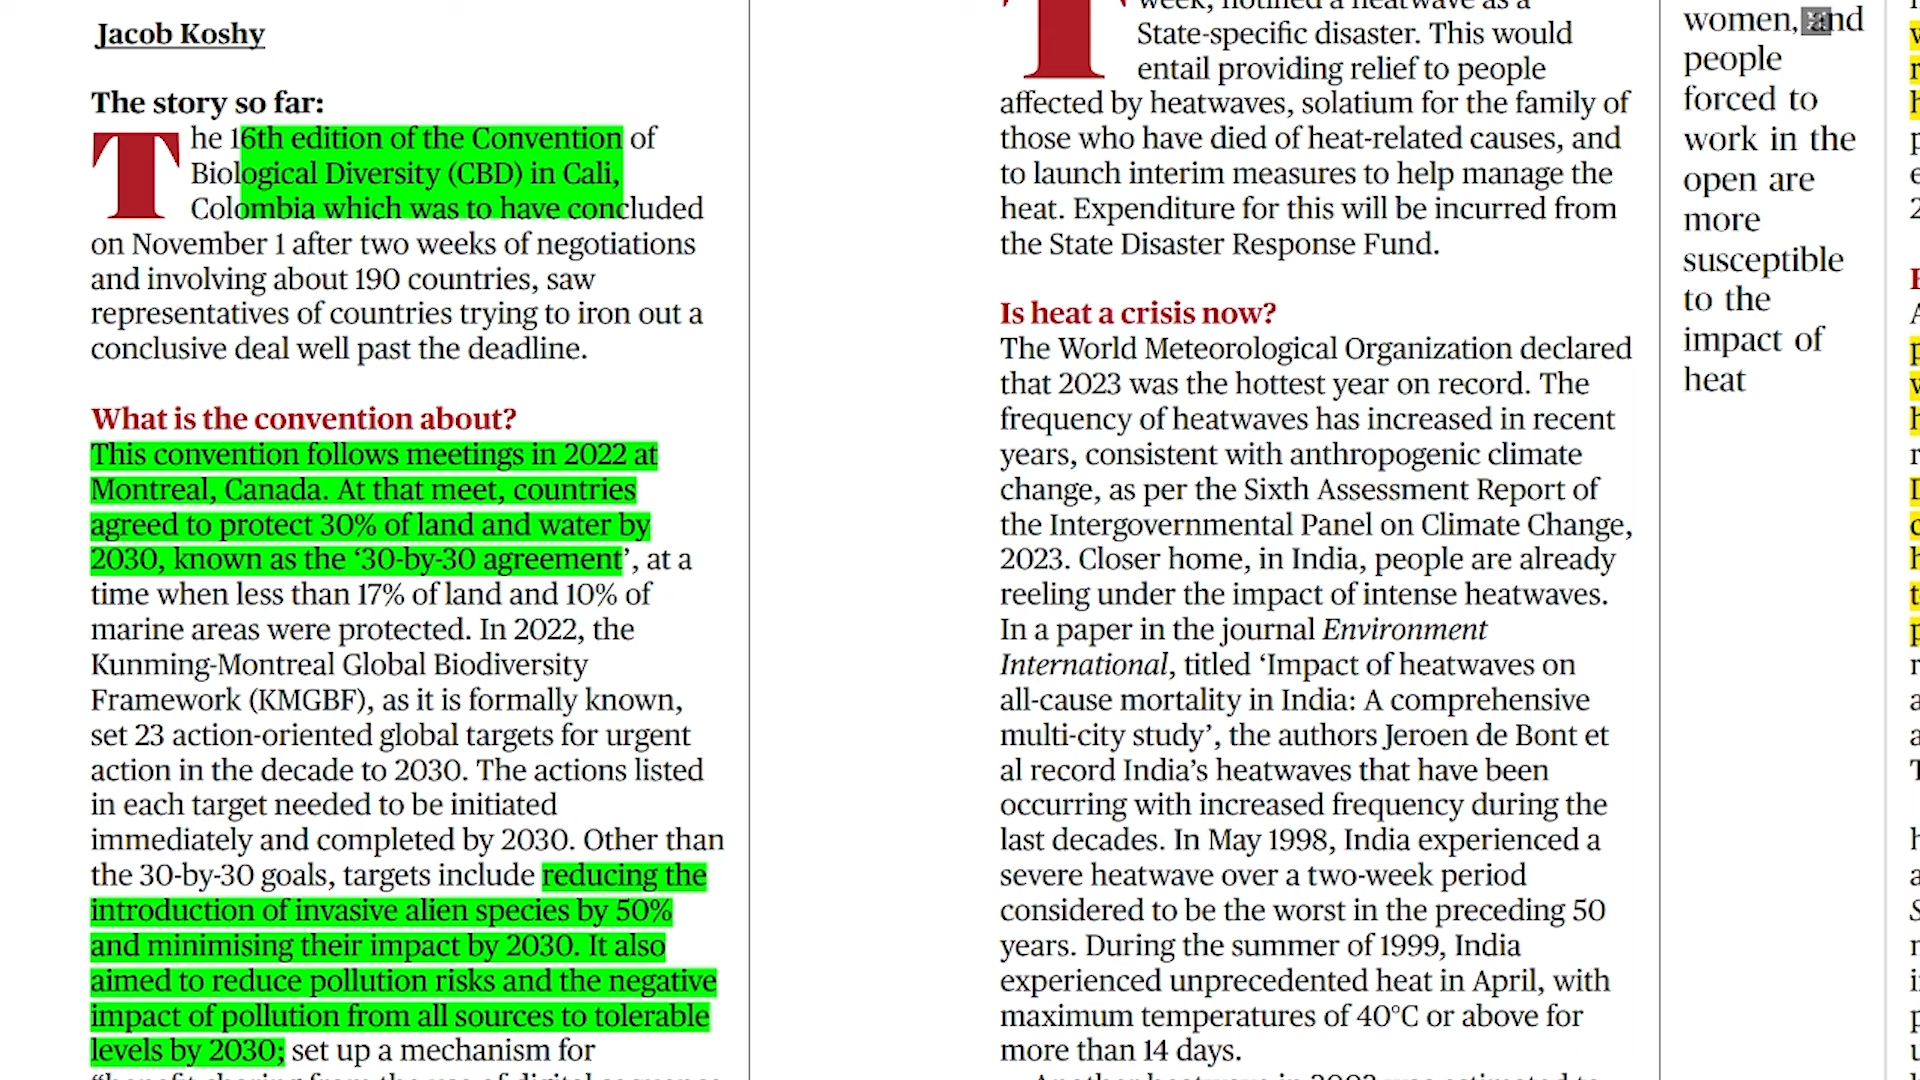 Jacob Koshy
The story so far:
The 16th edition of the Convention of
Biological Diversity (CBD) in Cali,
Colombia which was to have concluded
on November 1 after two weeks of negotiations
and involving about 190 countries, saw
representatives of countries trying to iron out a
conclusive deal well past the deadline.
What is the convention about?
This convention follows meetings in 2022 at
Montreal, Canada. At that meet, countries
agreed to protect 30% of land and water by
2030, known as the ‘30-by-30 agreement’, at a
time when less than 17% of land and 10% of
marine areas were protected. In 2022, the
Kunming-Montreal Global Biodiversity
Framework (KMGBF), as it is formally known,
set 23 action-oriented global targets for urgent
action in the decade to 2030. The actions listed
in each target needed to be initiated
immediately and completed by 2030. Other than
the 30-by-30 goals, targets include reducing the
introduction of invasive alien species by 50%
and minimising their impact by 2030. It also
aimed to reduce pollution risks and the negative
impact of pollution from all sources to tolerable
levels by 2030; set up a mechanism for
week, notified a heatwave as a
State-specific disaster. This would
entail providing relief to people
affected by heatwaves, solatium for the family of
those who have died of heat-related causes, and
to launch interim measures to help manage the
heat. Expenditure for this will be incurred from
the State Disaster Response Fund.
Is heat a crisis now?
The World Meteorological Organization declared
that 2023 was the hottest year on record. The
frequency of heatwaves has increased in recent
years, consistent with anthropogenic climate
change, as per the Sixth Assessment Report of
the Intergovernmental Panel on Climate Change,
2023. Closer home, in India, people are already
reeling under the impact of intense heatwaves.
In a paper in the journal Environment
International, titled ‘Impact of heatwaves on
all-cause mortality in India: A comprehensive
multi-city study’, the authors Jeroen de Bont et
al record India’s heatwaves that have been
occurring with increased frequency during the
last decades. In May 1998, India experienced a
severe heatwave over a two-week period
considered to be the worst in the preceding 50
years. During the summer of 1999, India
experienced unprecedented heat in April, with
maximum temperatures of 40°C or above for
more than 14 days.
women, and
people
forced to
work in the
open are
more
susceptible
to the
impact of
heat